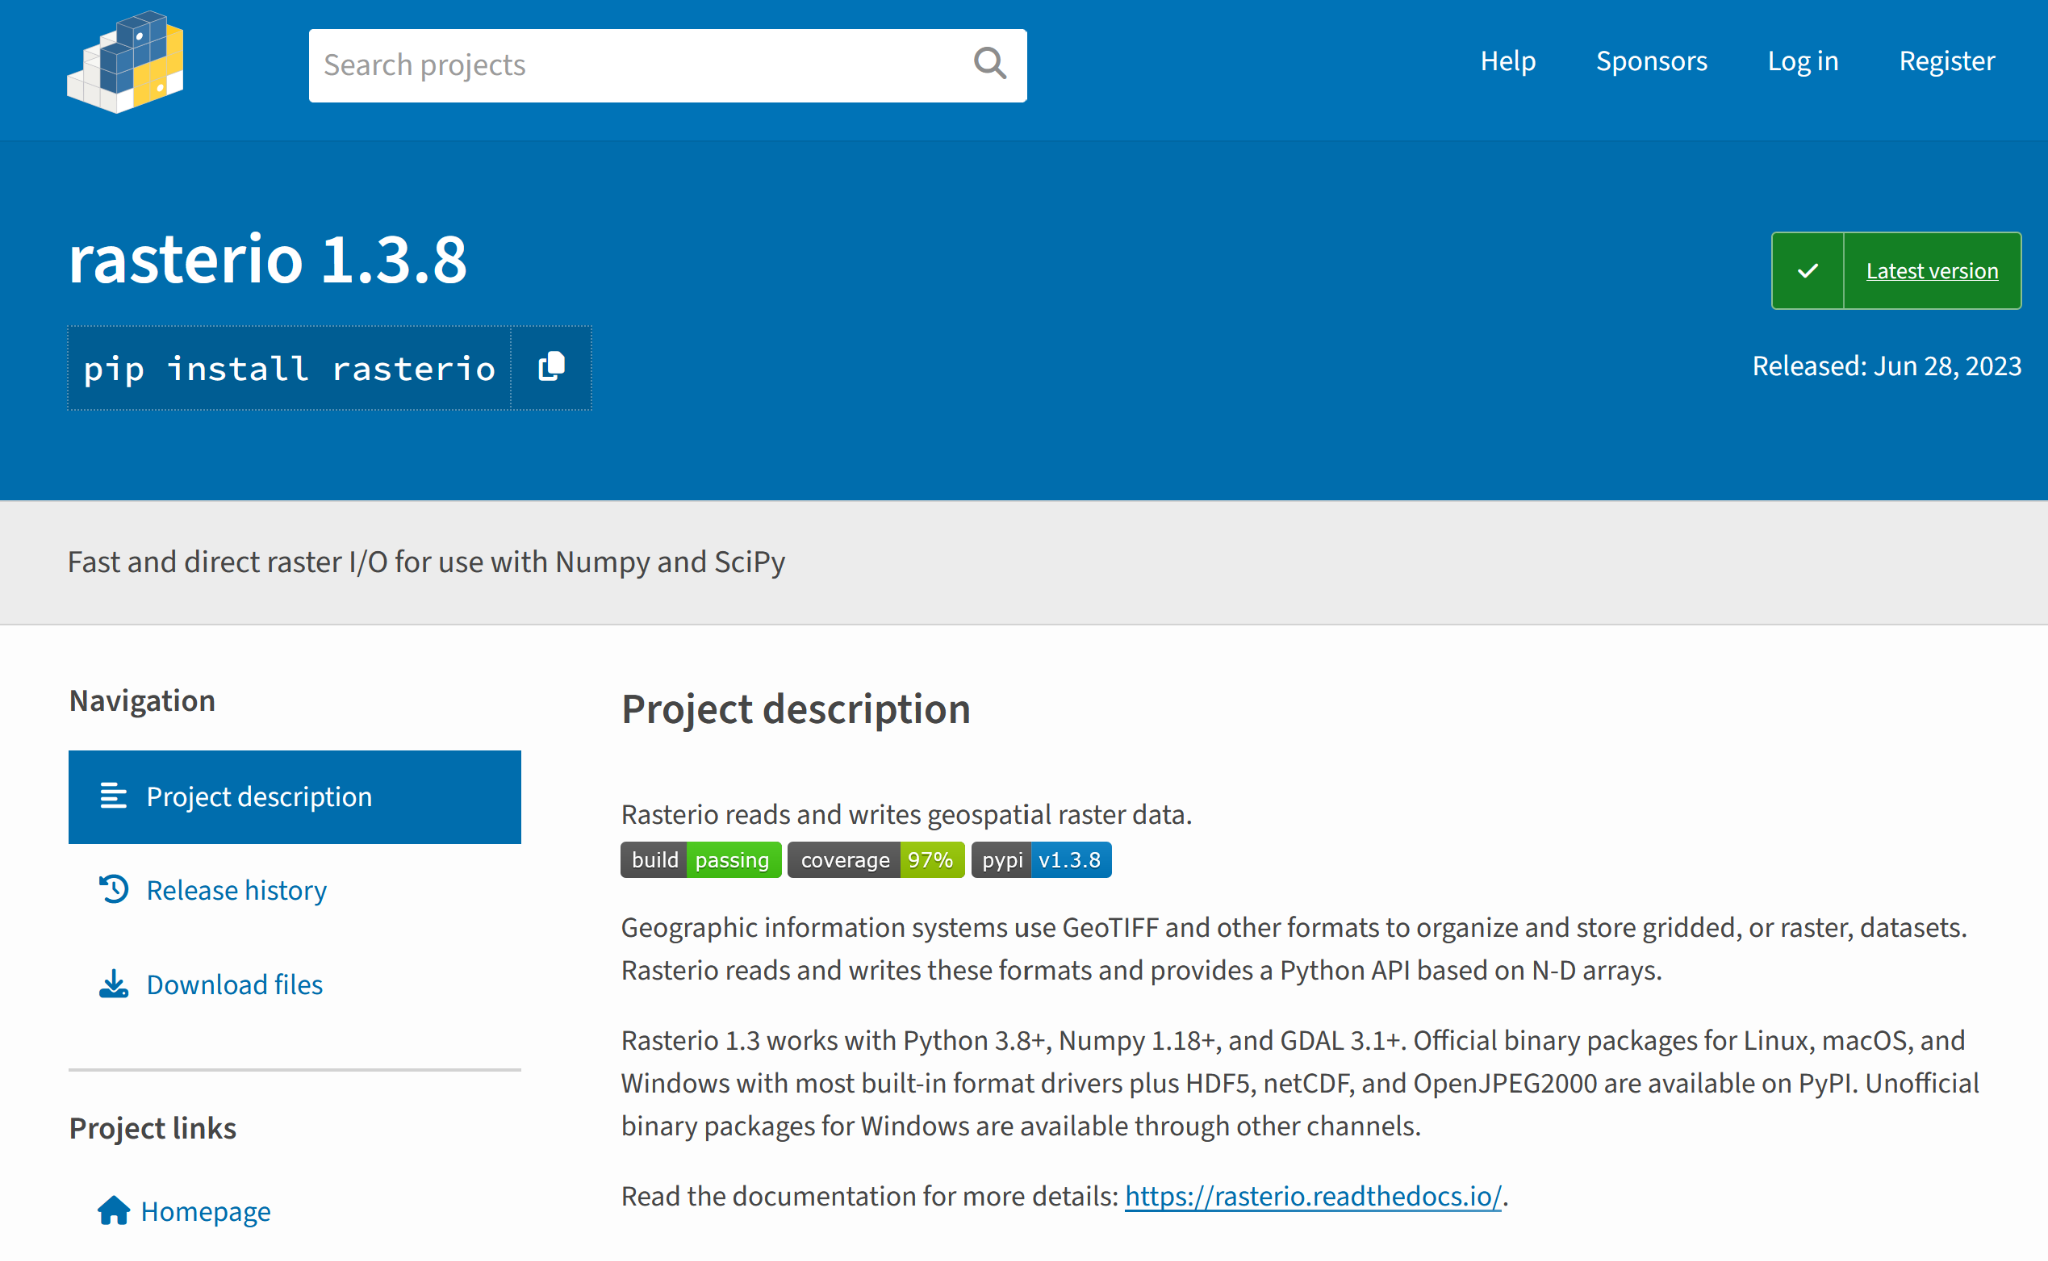 Search projects
Help
Sponsors
Log in
Register
rasterio 1.3.8
pip install rasterio
Latest version
Released: Jun 28, 2023
Fast and direct raster I/O for use with Numpy and SciPy
Navigation
Project description
Release history
Download files
Project links
Homepage
Project description
Rasterio reads and writes geospatial raster data.
build passing coverage 97% pypi v1.3.8
Geographic information systems use GeoTIFF and other formats to organize and store gridded, or raster, datasets.
Rasterio reads and writes these formats and provides a Python API based on N-D arrays.
Rasterio 1.3 works with Python 3.8+, Numpy 1.18+, and GDAL 3.1+. Official binary packages for Linux, macOS, and
Windows with most built-in format drivers plus HDF5, netCDF, and OpenJPEG2000 are available on PyPI. Unofficial
binary packages for Windows are available through other channels.
Read the documentation for more details: https://rasterio.readthedocs.io/.